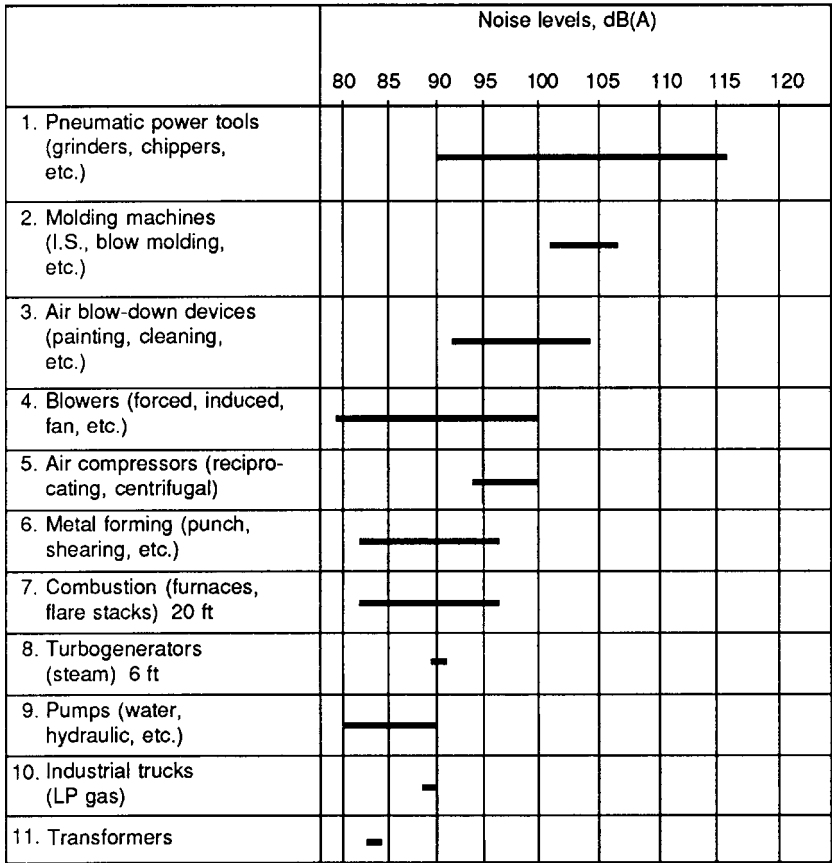 Noise levels, dB(A)
80 85 90 95 100 105 110 115 120
1. Pneumatic power tools
(grinders, chippers,
etc.)
2. Molding machines
(I.S., blow molding,
etc.)
3. Air blow-down devices
(painting, cleaning,
etc.)
4. Blowers (forced, induced,
fan, etc.)
5. Air compressors (recipro-
cating, centrifugal)
6. Metal forming (punch,
shearing, etc.)
7. Combustion (furnaces,
flare stacks) 20 ft
8. Turbogenerators
(steam) 6 ft
9. Pumps (water,
hydraulic, etc.)
10. Industrial trucks
(LP gas)
11. Transformers